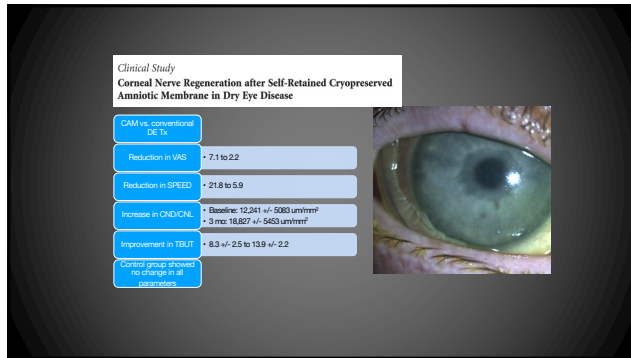 Clinical Study
Corneal Nerve Regeneration after Self-Retained Cryopreserved
Amniotic Membrane in Dry Eye Disease
CAM vs. conventional
DE Tx
Reduction in VAS
• 7.1 to 2.2
Reduction in SPEED
• 21.8 to 5.9
Increase in CND/CNL
• Baseline: 12,241 +/- 5083 um/mm²
• 3 mo: 18,827 +/- 5453 um/mm²
Improvement in TBUT
• 8.3 +/- 2.5 to 13.9 +/- 2.2
Control group showed
no change in all
parameters